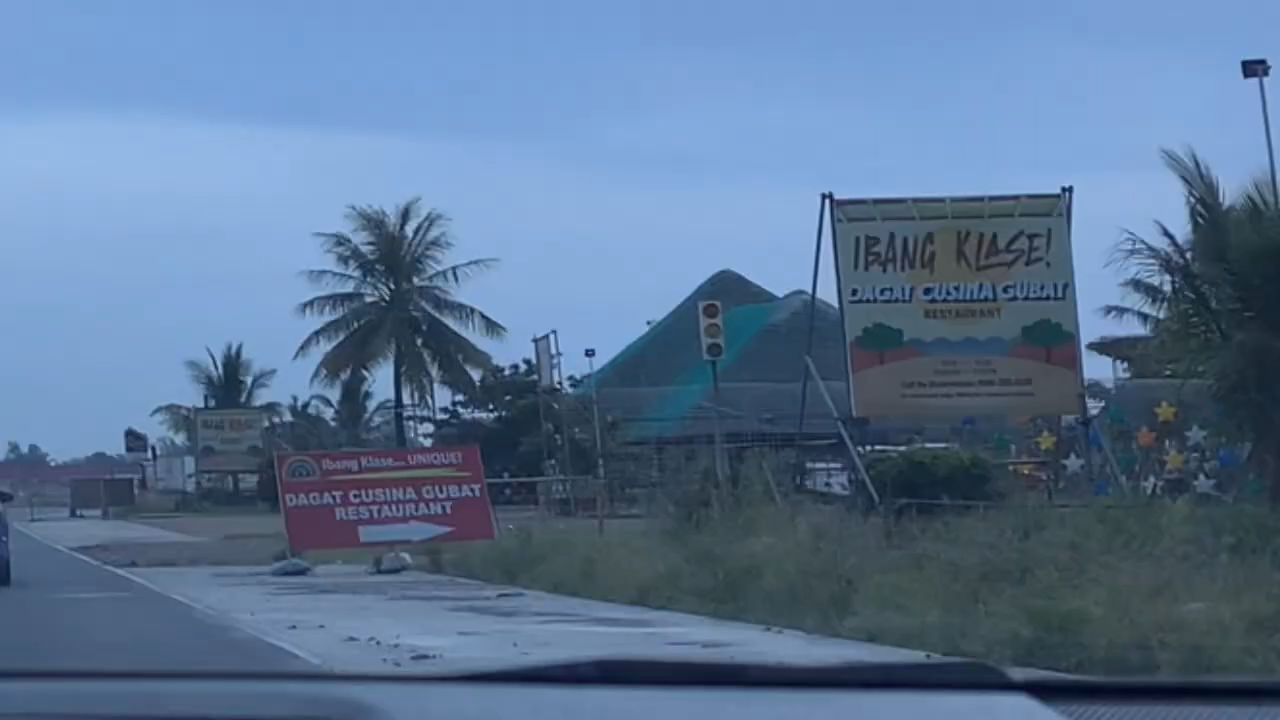 IBANG KLASE!
DAGAT CUSINA GUBAT
RESTAURANT
Ibang Klase... UNIQUE!
DAGAT CUSINA GUBAT
RESTAURANT